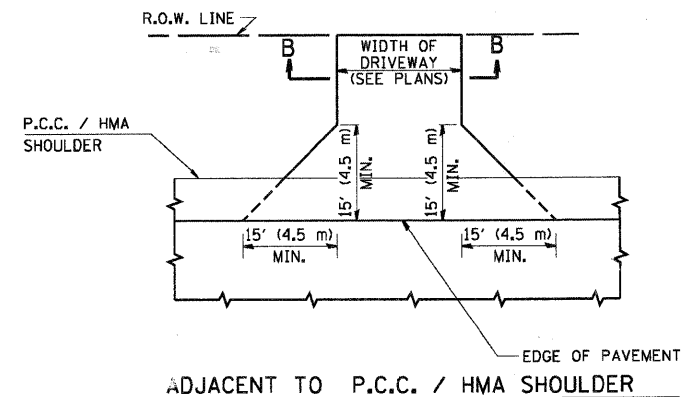 R.O.W. LINE
B
WIDTH OF
DRIVEWAY
(SEE PLANS)
B
P.C.C. / HMA
SHOULDER
15' (4.5 m)
MIN.
15' (4.5 m)
MIN.
15' (4.5 m)
MIN.
15' (4.5 m)
MIN.
EDGE OF PAVEMENT
ADJACENT TO P.C.C. / HMA SHOULDER